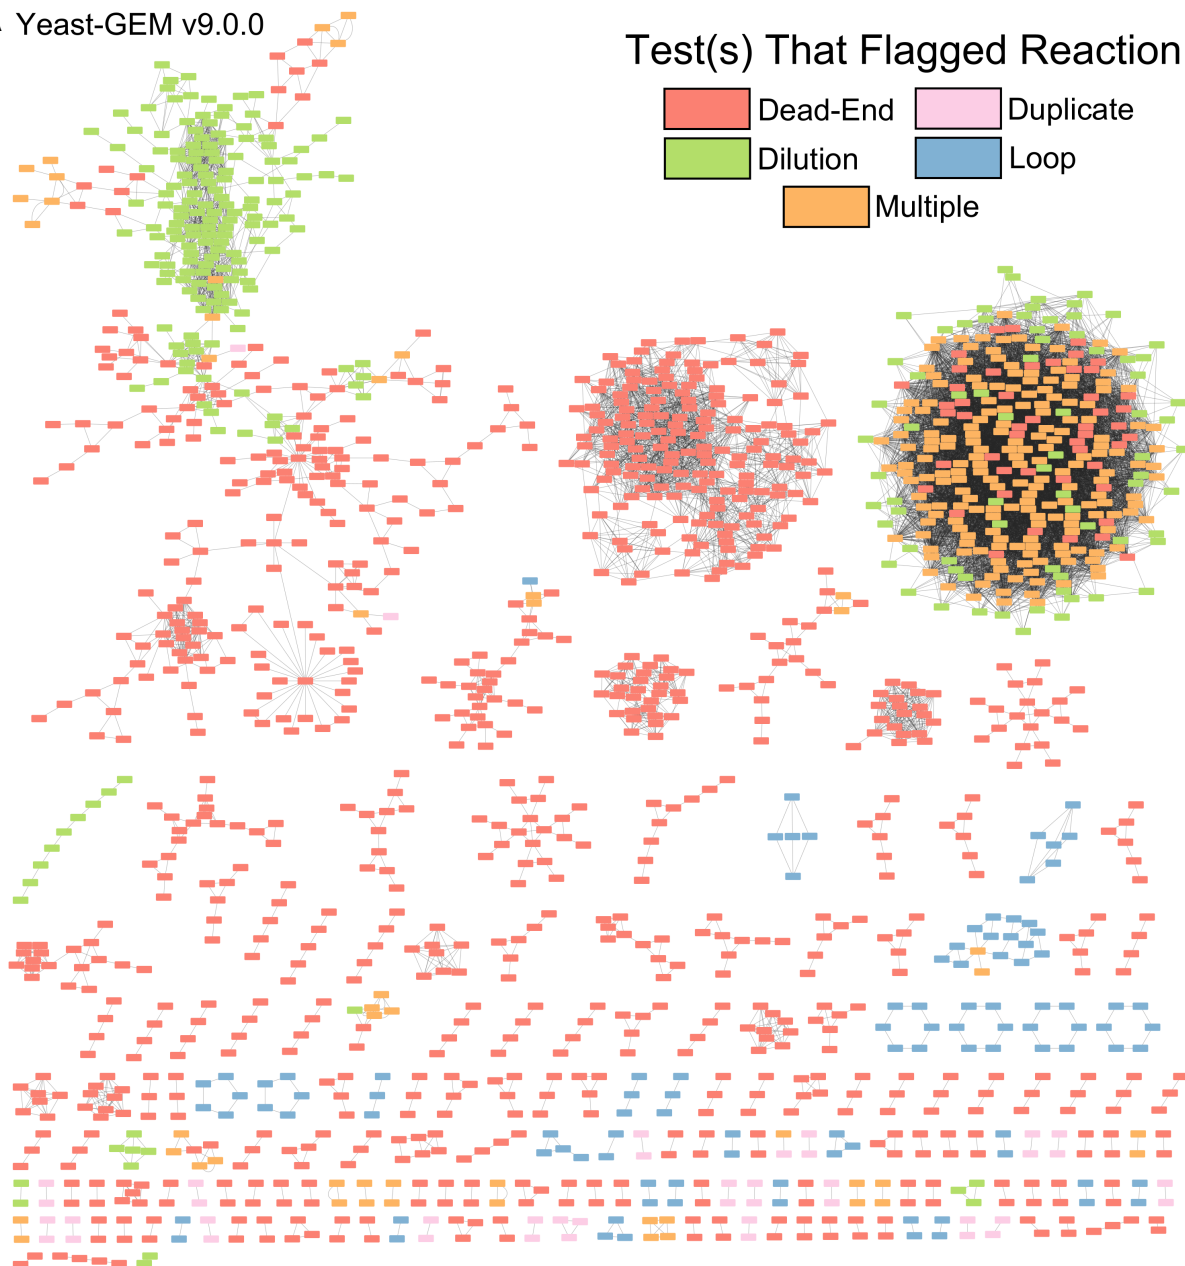 Yeast-GEM v9.0.0
Test(s) That Flagged Reaction
Dead-End
Duplicate
Dilution
Loop
Multiple